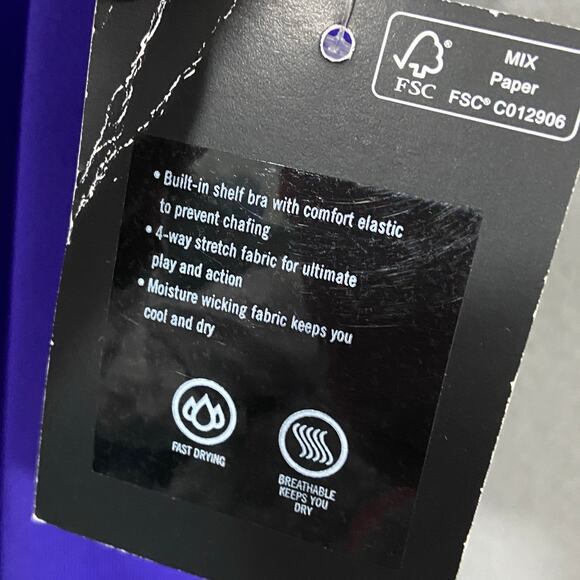 FSC®
MIX
Paper
FSC® C012906
• Built-in shelf bra with comfort elastic
to prevent chafing
• 4-way stretch fabric for ultimate
play and action
• Moisture wicking fabric keeps you
cool and dry
FAST DRYING
BREATHABLE
KEEPS YOU
DRY